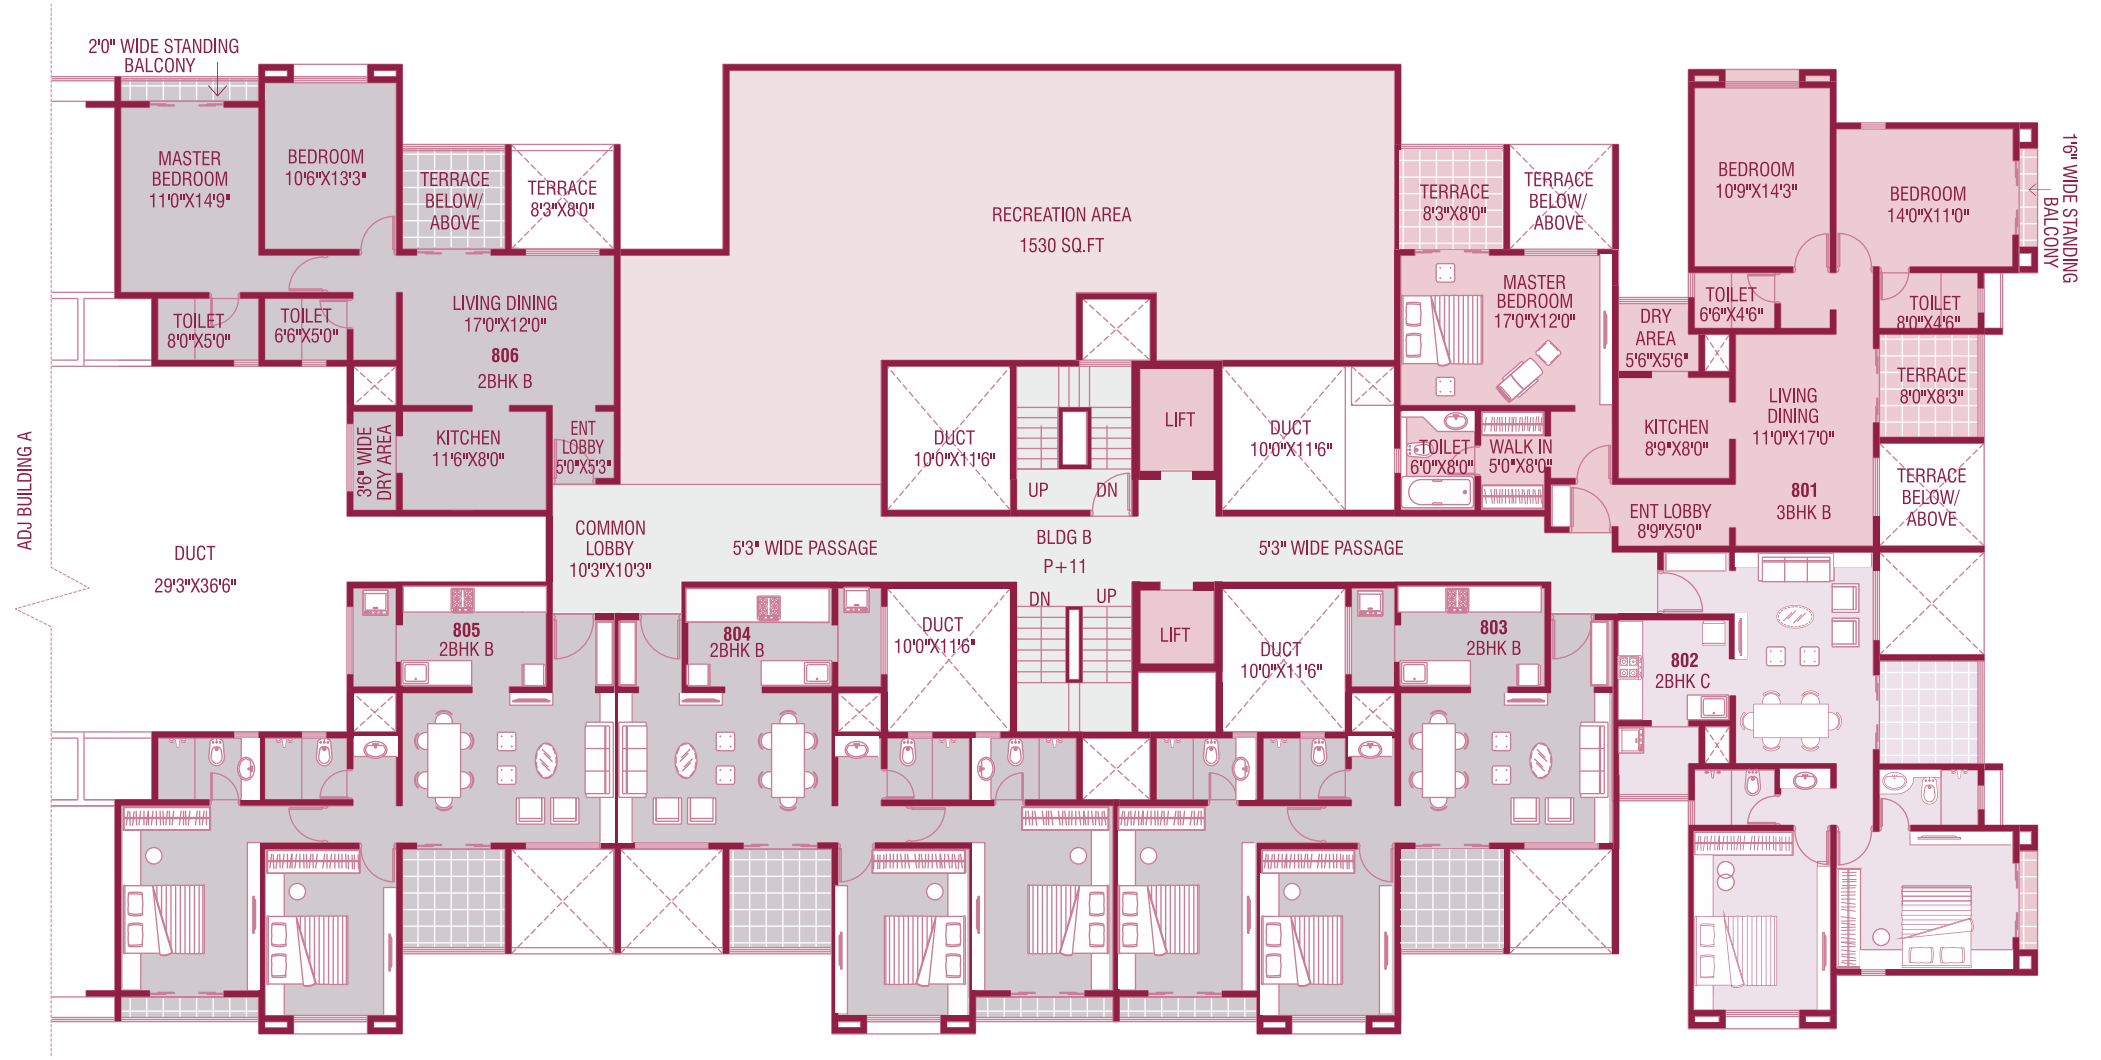 2'0" WIDE STANDING
BALCONY
MASTER
BEDROOM
11'0"X14'9"
BEDROOM
10'6"X13'3"
TERRACE
BELOW/
ABOVE
TERRACE
8'3"X8'0"
RECREATION AREA
1530 SQ.FT
TERRACE
8'3"X8'0"
TERRACE
BELOW/
ABOVE
BEDROOM
10'9"X14'3"
BEDROOM
14'0"X11'0"
1'6" WIDE STANDING
BALCONY
TOILET
8'0"X5'0"
TOILET
6'6"X5'0"
LIVING DINING
17'0"X12'0"
806
2BHK B
MASTER
BEDROOM
17'0"X12'0"
DRY
AREA
5'6"X5'6"
TOILET
6'6"X4'6"
TOILET
8'0"X4'6"
TERRACE
8'0"X8'3"
LIVING
DINING
11'0"X17'0"
ADJ BUILDING A
3'6" WIDE
DRY AREA
KITCHEN
11'6"X8'0"
ENT
LOBBY
5'0"X5'3"
DUCT
10'0"X11'6"
UP
DN
LIFT
DUCT
10'0"X11'6"
TOILET
6'0"X8'0"
WALK IN
5'0"X8'0"
KITCHEN
8'9"X8'0"
801
3BHK B
TERRACE
BELOW/
ABOVE
ENT LOBBY
8'9"X5'0"
DUCT
29'3"X36'6"
COMMON
LOBBY
10'3"X10'3"
5'3" WIDE PASSAGE
BLDG B
P+11
5'3" WIDE PASSAGE
DN
UP
805
2BHK B
804
2BHK B
DUCT
10'0"X11'6"
LIFT
DUCT
10'0"X11'6"
803
2BHK B
802
2BHK C